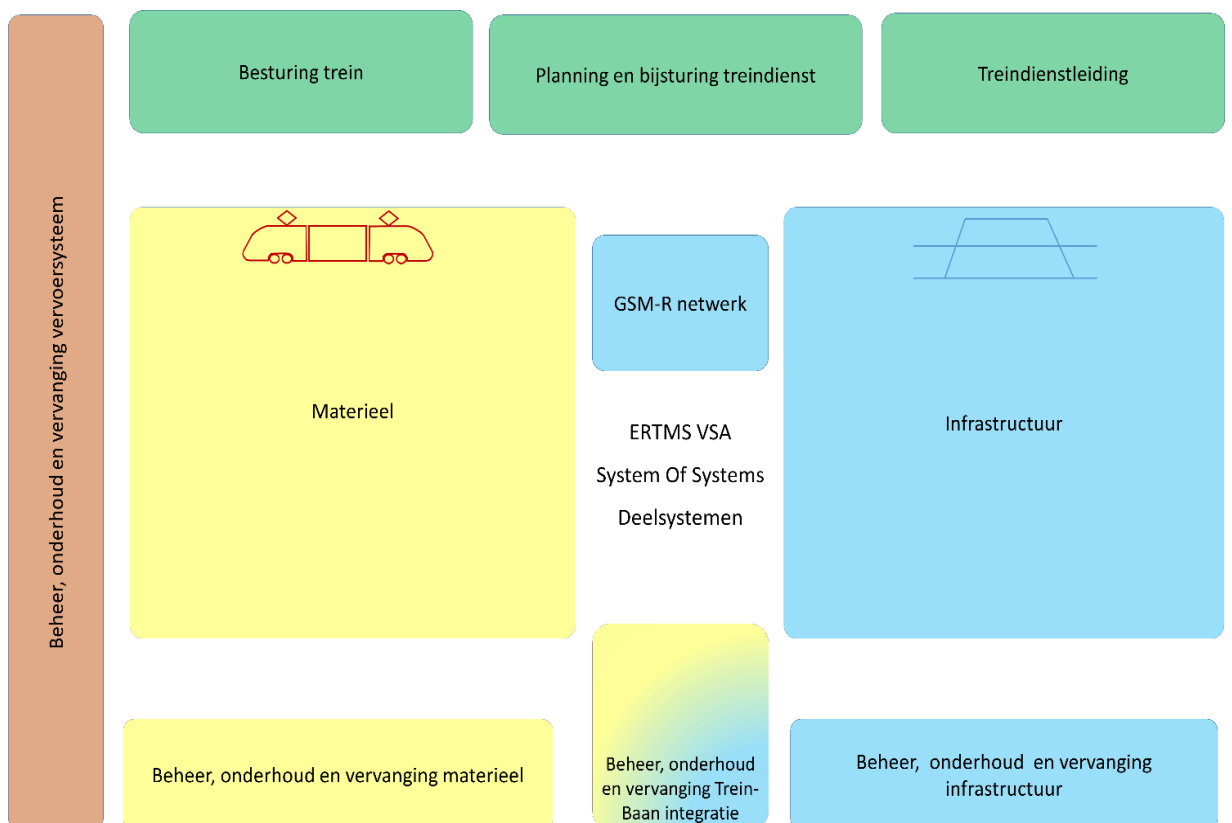 Beheer, onderhoud en vervanging vervoersysteem
Besturing trein
Planning en bijsturing treindienst
Treindienstleiding
Materieel
GSM-R netwerk
ERTMS VSA
System Of Systems
Deelsystemen
Infrastructuur
Beheer, onderhoud en vervanging materieel
Beheer, onderhoud
en vervanging Trein-
Baan integratie
Beheer, onderhoud en vervanging
infrastructuur